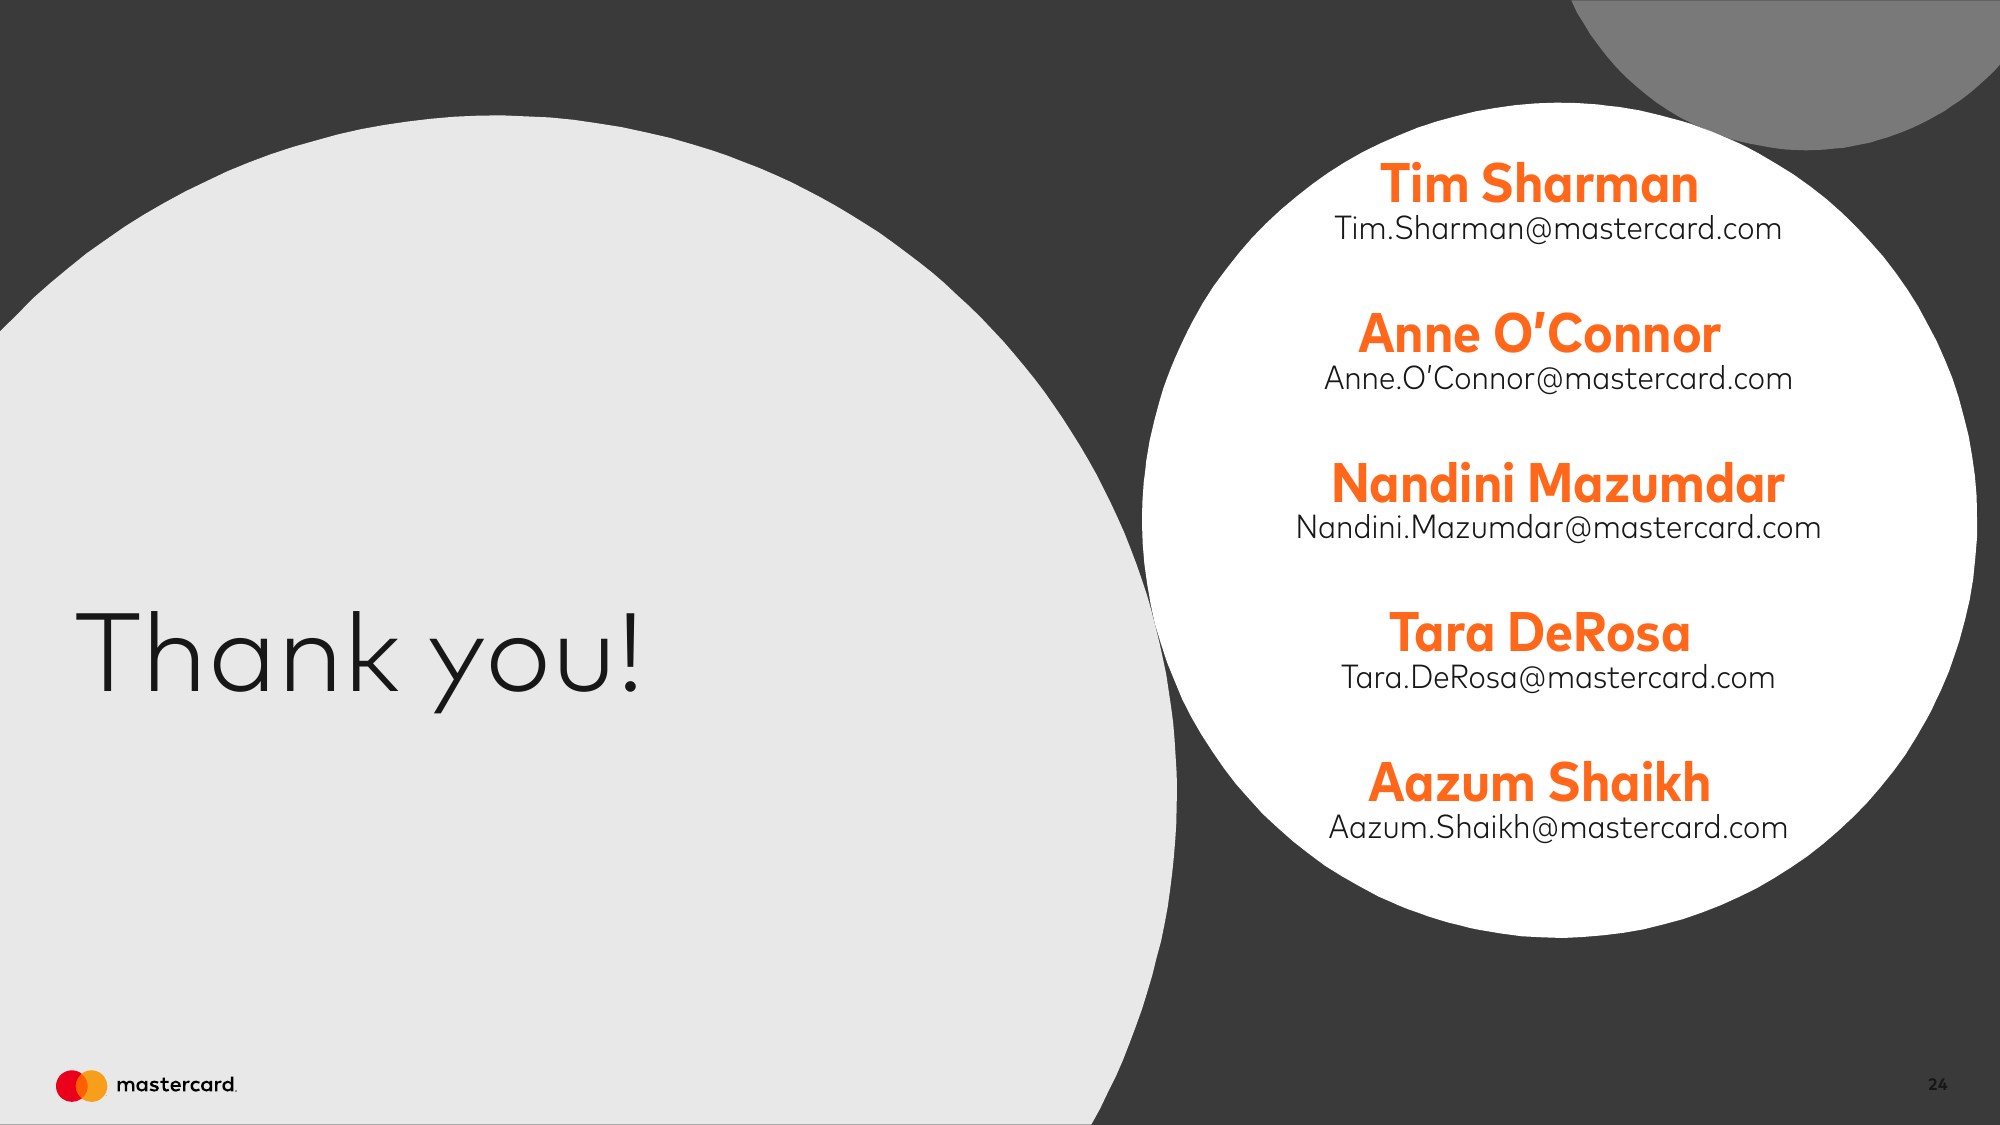 Thank you!
Tim Sharman
Tim.Sharman@mastercard.com
Anne O'Connor
Anne.O'Connor@mastercard.com
Nandini Mazumdar
Nandini.Mazumdar@mastercard.com
Tara DeRosa
Tara.DeRosa@mastercard.com
Aazum Shaikh
Aazum.Shaikh@mastercard.com
mastercard.
24